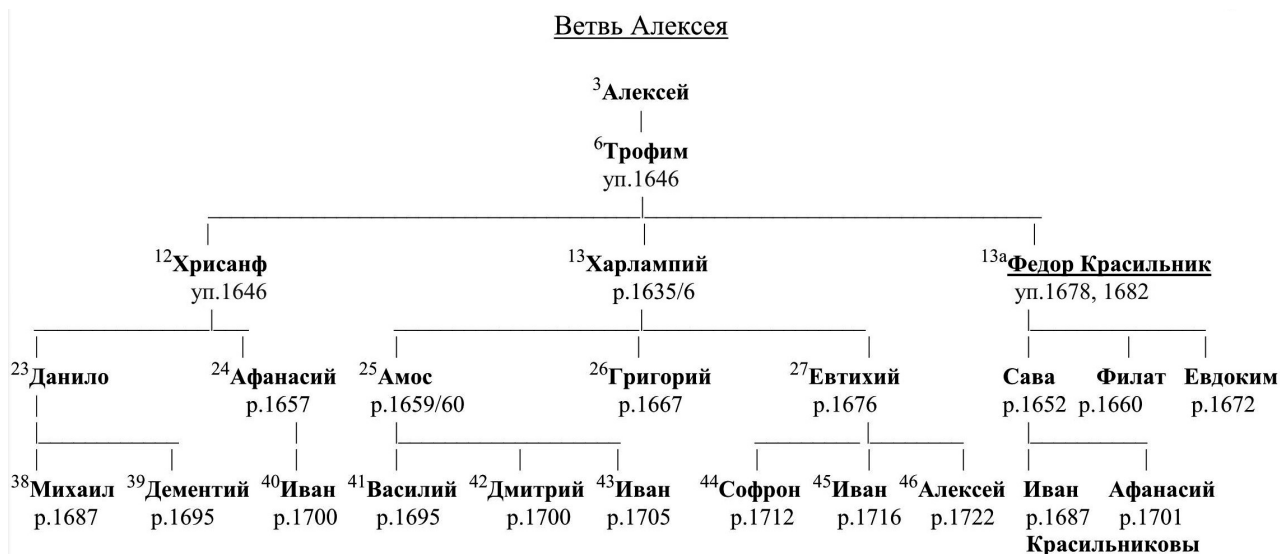 Ветвь Алексея
³Алексей
⁶Трофим
уп.1646
¹²Хрисанф ¹³Харлампий ¹³ᵃФедор Красильник
уп.1646 р.1635/6 уп.1678, 1682
²³Данило ²⁴Афанасий ²⁵Амос ²⁶Григорий ²⁷Евтихий Сава Филат Евдоким
р.1657 р.1659/60 р.1667 р.1676 р.1652 р.1660 р.1672
³⁸Михаил ³⁹Дементий ⁴⁰Иван ⁴¹Василий ⁴²Дмитрий ⁴³Иван ⁴⁴Софрон ⁴⁵Иван ⁴⁶Алексей Иван Афанасий
р.1687 р.1695 р.1700 р.1695 р.1700 р.1705 р.1712 р.1716 р.1722 р.1687 р.1701
Красильниковы